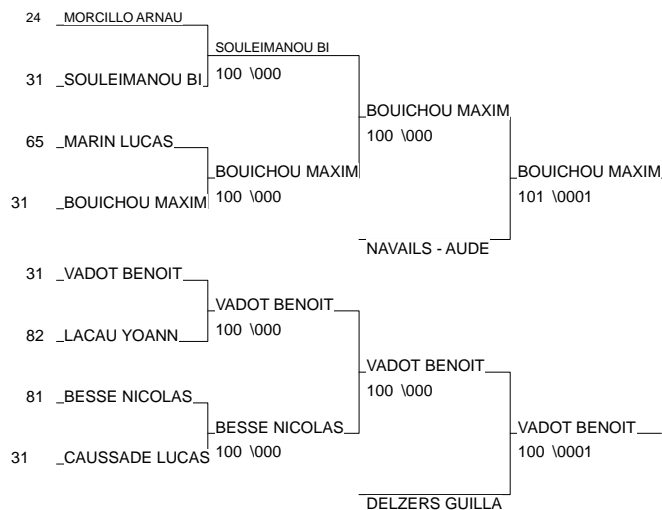 24 MORCILLO ARNAU
SOULEIMANOU BI
100 \000
31 SOULEIMANOU BI
BOUICHOU MAXIM
100 \000
65 MARIN LUCAS
BOUICHOU MAXIM
100 \000
BOUICHOU MAXIM
101 \0001
31 BOUICHOU MAXIM
NAVAILS - AUDE
31 VADOT BENOIT
VADOT BENOIT
100 \000
82 LACAU YOANN
VADOT BENOIT
100 \000
81 BESSE NICOLAS
BESSE NICOLAS
100 \000
VADOT BENOIT
100 \0001
31 CAUSSADE LUCAS
DELZERS GUILLA